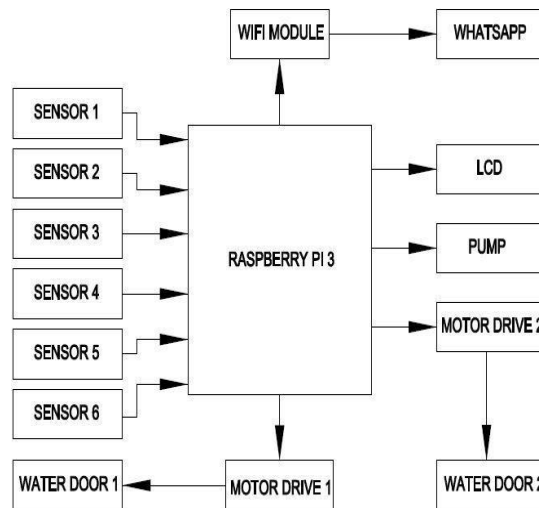 WIFI MODULE
WHATSAPP
SENSOR 1
SENSOR 2
SENSOR 3
SENSOR 4
SENSOR 5
SENSOR 6
RASPBERRY PI 3
LCD
PUMP
MOTOR DRIVE 2
WATER DOOR 1
MOTOR DRIVE 1
WATER DOOR 2